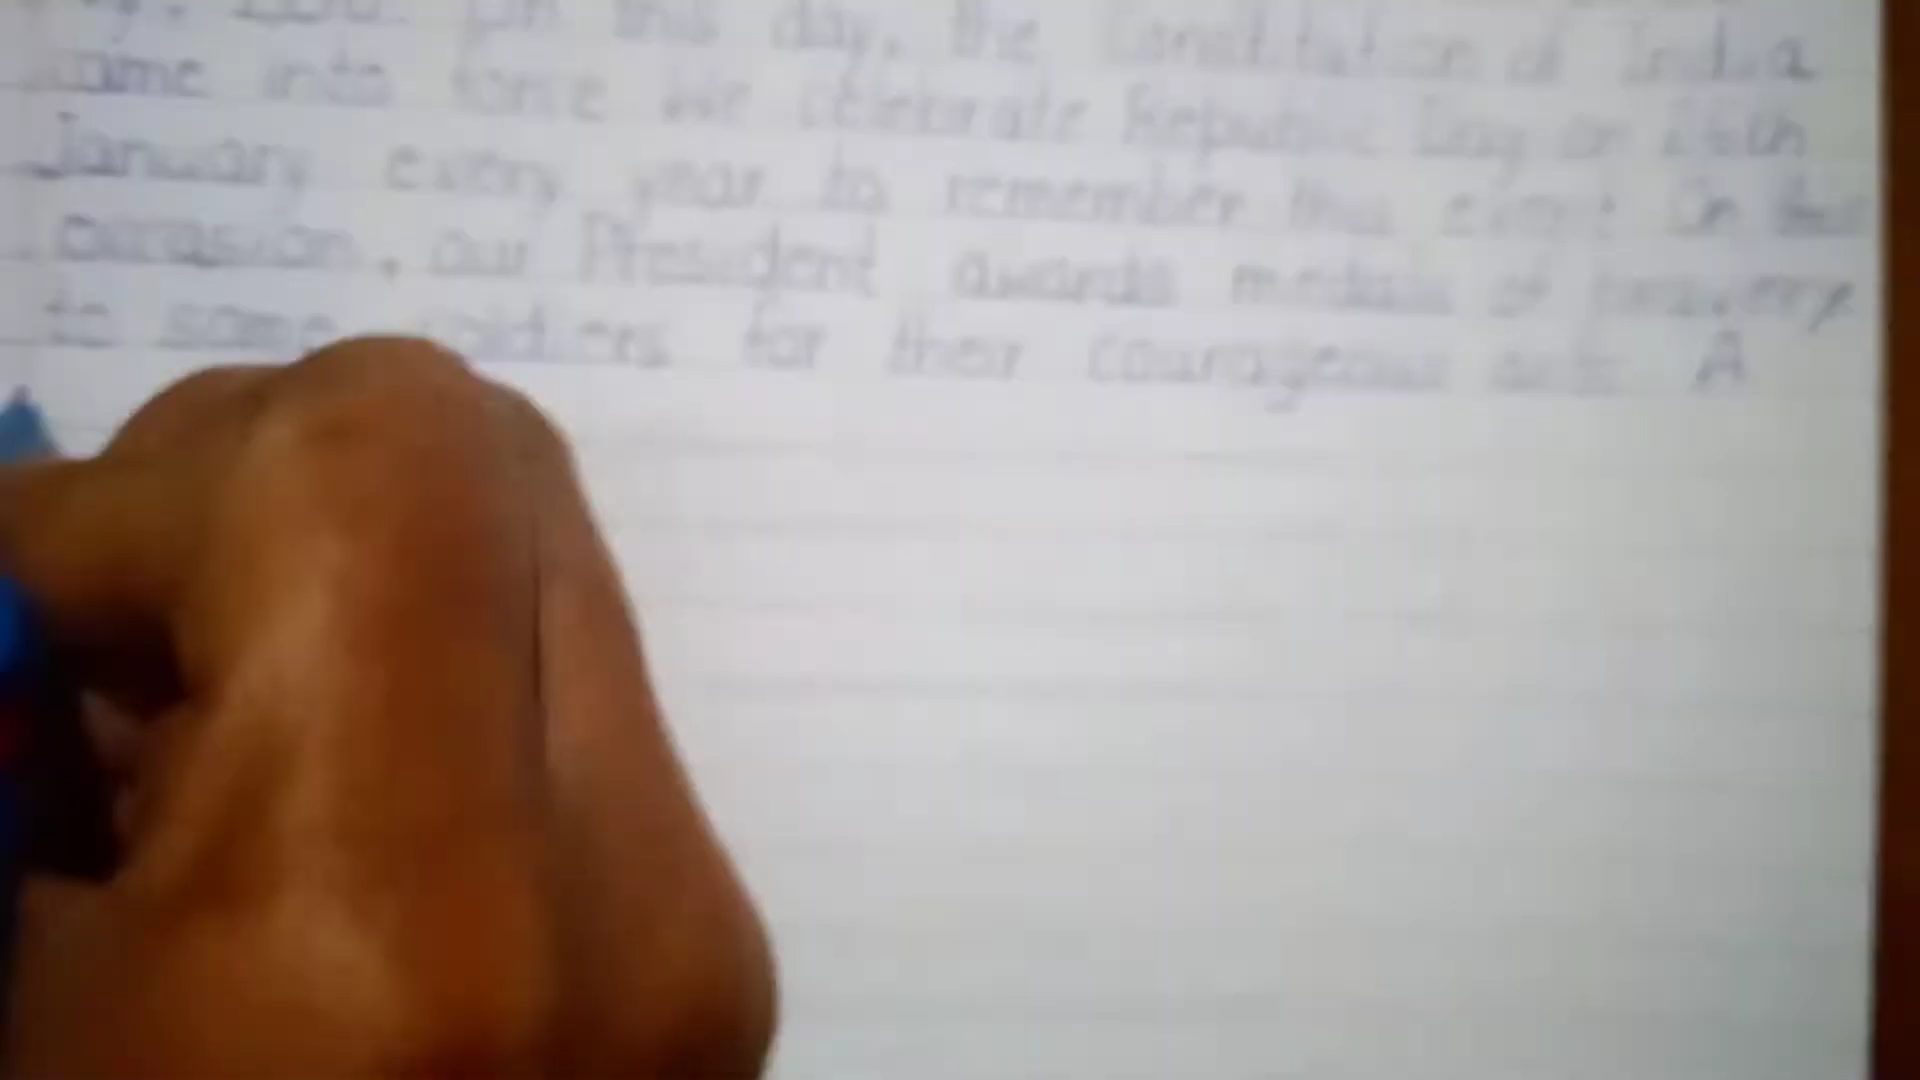 On this day, the Constitution of India
came into force We celebrate Republic Day on 26th
January every year to remember this event On this
occasion, our President awards medals of bravery
to some soldiers for their courageous acts A